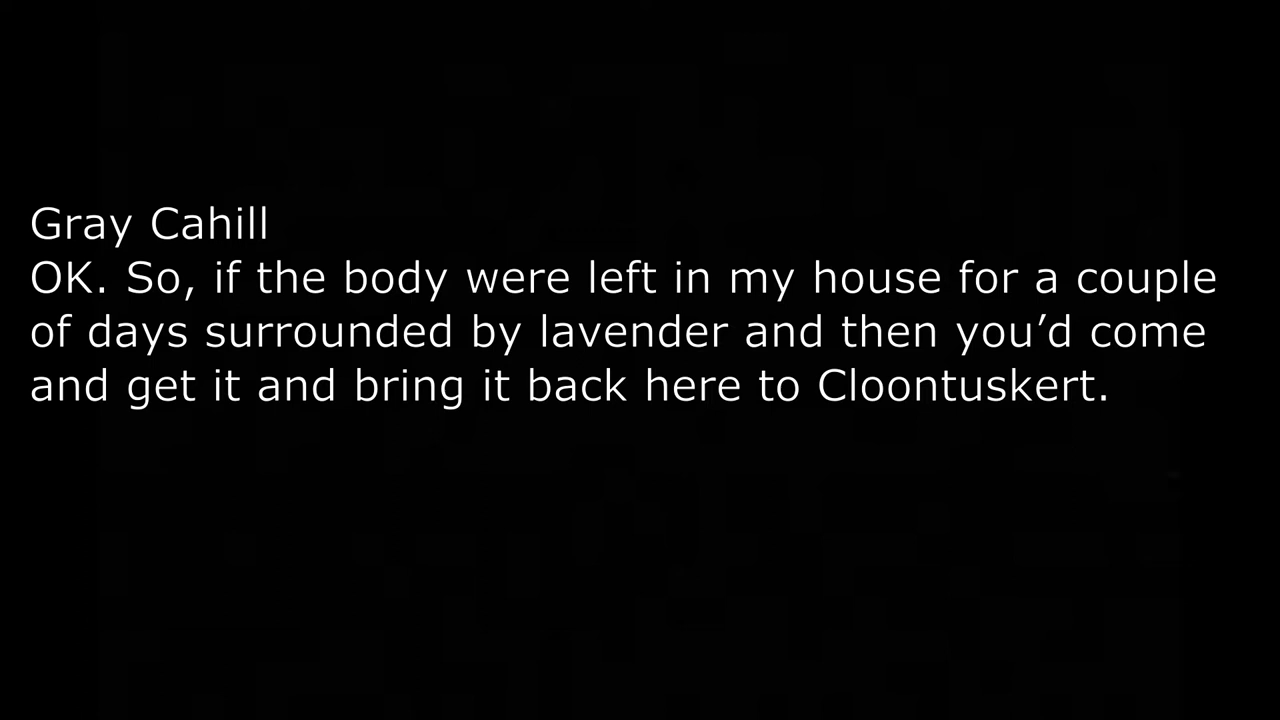 Gray Cahill
OK. So, if the body were left in my house for a couple
of days surrounded by lavender and then you’d come
and get it and bring it back here to Cloontuskert.